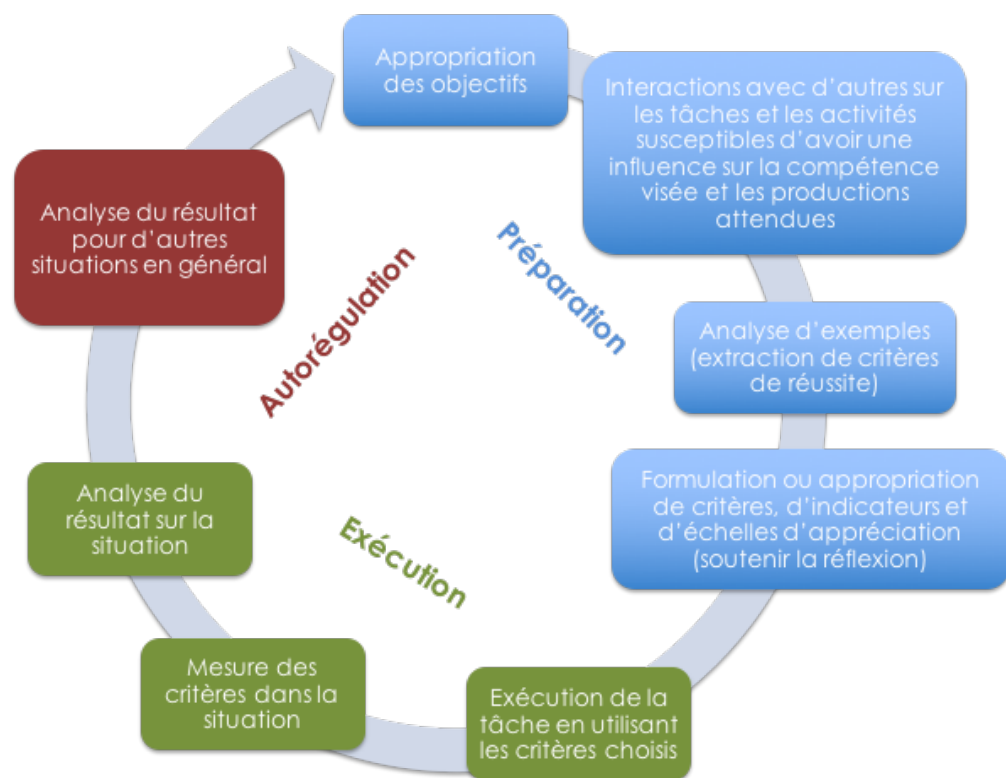 Appropriation
des objectifs
Interactions avec d'autres sur
les tâches et les activités
susceptibles d'avoir une
influence sur la compétence
visée et les productions
attendues
Analyse d'exemples
(extraction de critères
de réussite)
Formulation ou appropriation
de critères, d'indicateurs et
d'échelles d'appréciation
(soutenir la réflexion)
Exécution de la
tâche en utilisant
les critères choisis
Mesure des
critères dans la
situation
Analyse du
résultat sur la
situation
Analyse du résultat
pour d'autres
situations en général
Préparation
Exécution
Autorégulation